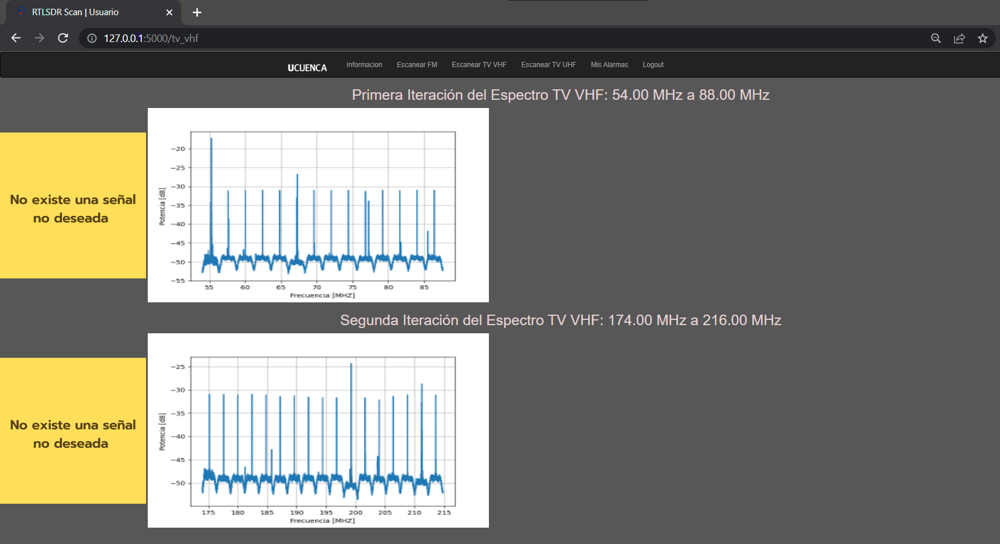 RTLSDR Scan | Usuario
127.0.0.1:5000/tv_vhf
UCUENCA
Informacion
Escanear FM
Escanear TV VHF
Escanear TV UHF
Mis Alarmas
Logout
Primera Iteración del Espectro TV VHF: 54.00 MHz a 88.00 MHz
No existe una señal
no deseada
Potencia [dB]
−20
−25
−30
−35
−40
−45
−50
−55
55 60 65 70 75 80 85
Frecuencia [MHZ]
Segunda Iteración del Espectro TV VHF: 174.00 MHz a 216.00 MHz
No existe una señal
no deseada
Potencia [dB]
−25
−30
−35
−40
−45
−50
175 180 185 190 195 200 205 210 215
Frecuencia [MHZ]